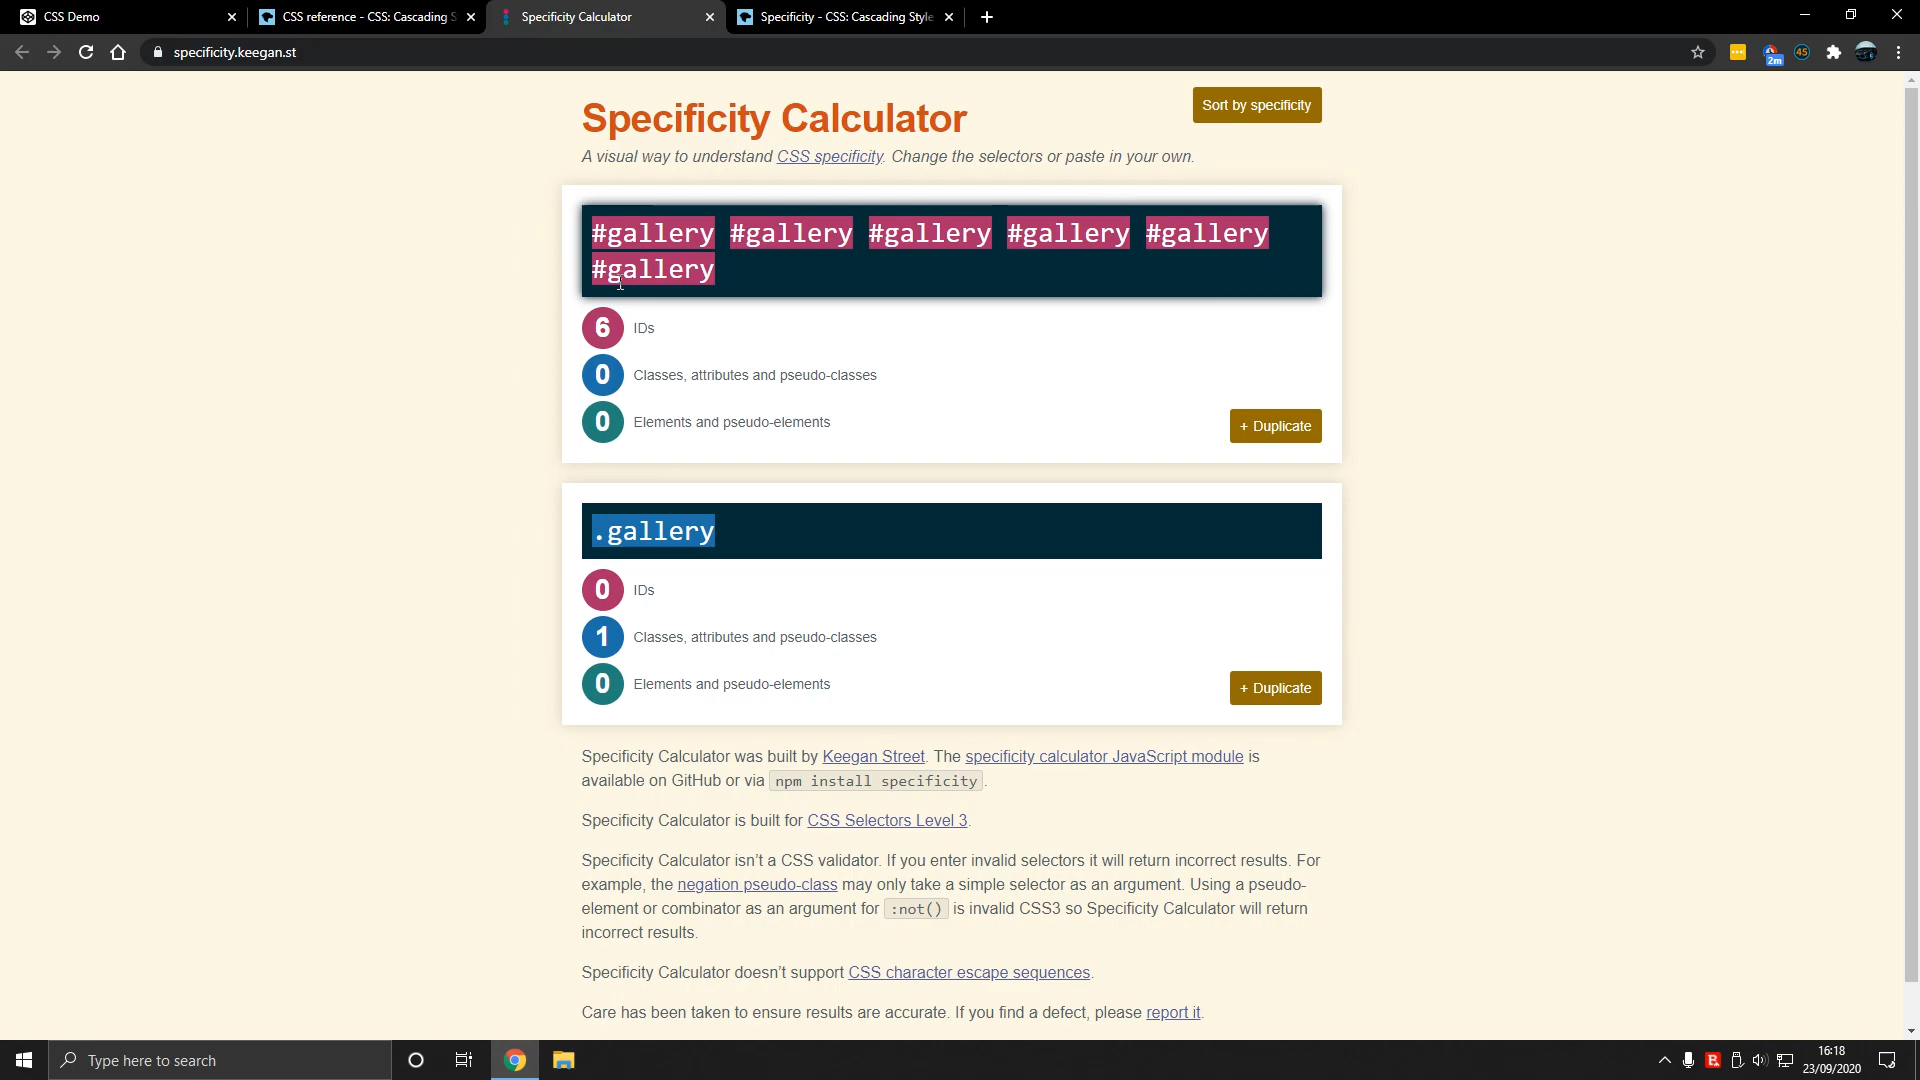 CSS Demo
CSS reference - CSS: Cascading S
Specificity Calculator
Specificity - CSS: Cascading Style
specificity.keegan.st
2m
45
Specificity Calculator
Sort by specificity
A visual way to understand CSS specificity. Change the selectors or paste in your own.
#gallery #gallery #gallery #gallery #gallery
#gallery
6 IDs
0 Classes, attributes and pseudo-classes
0 Elements and pseudo-elements
+ Duplicate
.gallery
0 IDs
1 Classes, attributes and pseudo-classes
0 Elements and pseudo-elements
+ Duplicate
Specificity Calculator was built by Keegan Street. The specificity calculator JavaScript module is
available on GitHub or via npm install specificity.
Specificity Calculator is built for CSS Selectors Level 3.
Specificity Calculator isn’t a CSS validator. If you enter invalid selectors it will return incorrect results. For
example, the negation pseudo-class may only take a simple selector as an argument. Using a pseudo-
element or combinator as an argument for :not() is invalid CSS3 so Specificity Calculator will return
incorrect results.
Specificity Calculator doesn’t support CSS character escape sequences.
Care has been taken to ensure results are accurate. If you find a defect, please report it.
Type here to search
16:18
23/09/2020